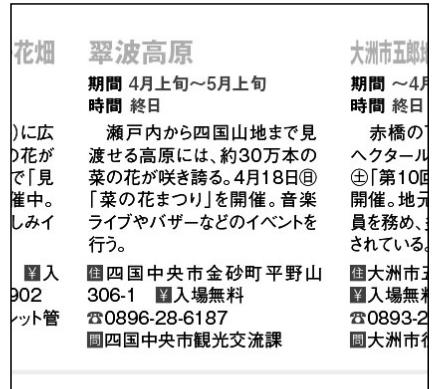 花畑
)に広
の花が
で「見
催中。
しみイ
¥入
902
ット管
翠波高原
期間 4月上旬〜5月上旬
時間 終日
瀬戸内から四国山地まで見
渡せる高原には、約30万本の
菜の花が咲き誇る。4月18日㊐
「菜の花まつり」を開催。音楽
ライブやバザーなどのイベントを
行う。
住四国中央市金砂町平野山
306-1 ¥入場無料
☎0896-28-6187
問四国中央市観光交流課
大洲市五郎
期間 〜4月
時間 終日
赤橋の
ヘクタール
㊏「第10回
開催。地元
員を務め、
されている。
住大洲市五
¥入場無料
☎0893-2
問大洲市